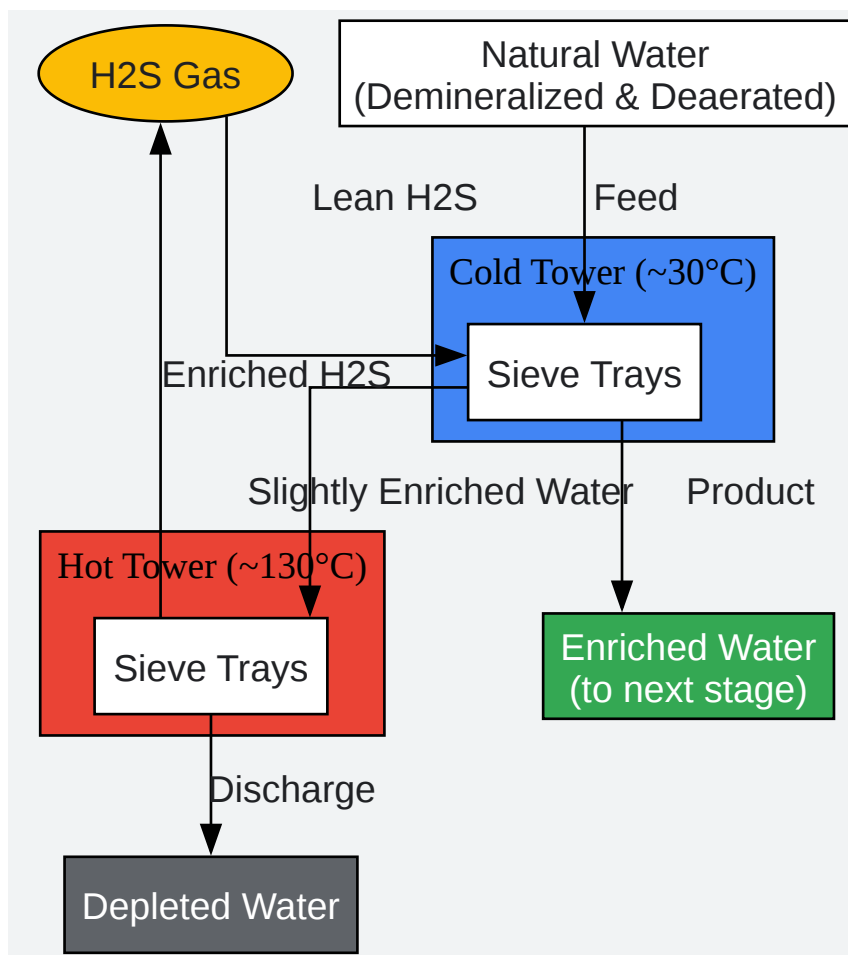 H2S Gas
Natural Water
(Demineralized & Deaerated)
Lean H2S
Feed
Cold Tower (~30°C)
Sieve Trays
Enriched H2S
Slightly Enriched Water
Product
Hot Tower (~130°C)
Sieve Trays
Enriched Water
(to next stage)
Discharge
Depleted Water